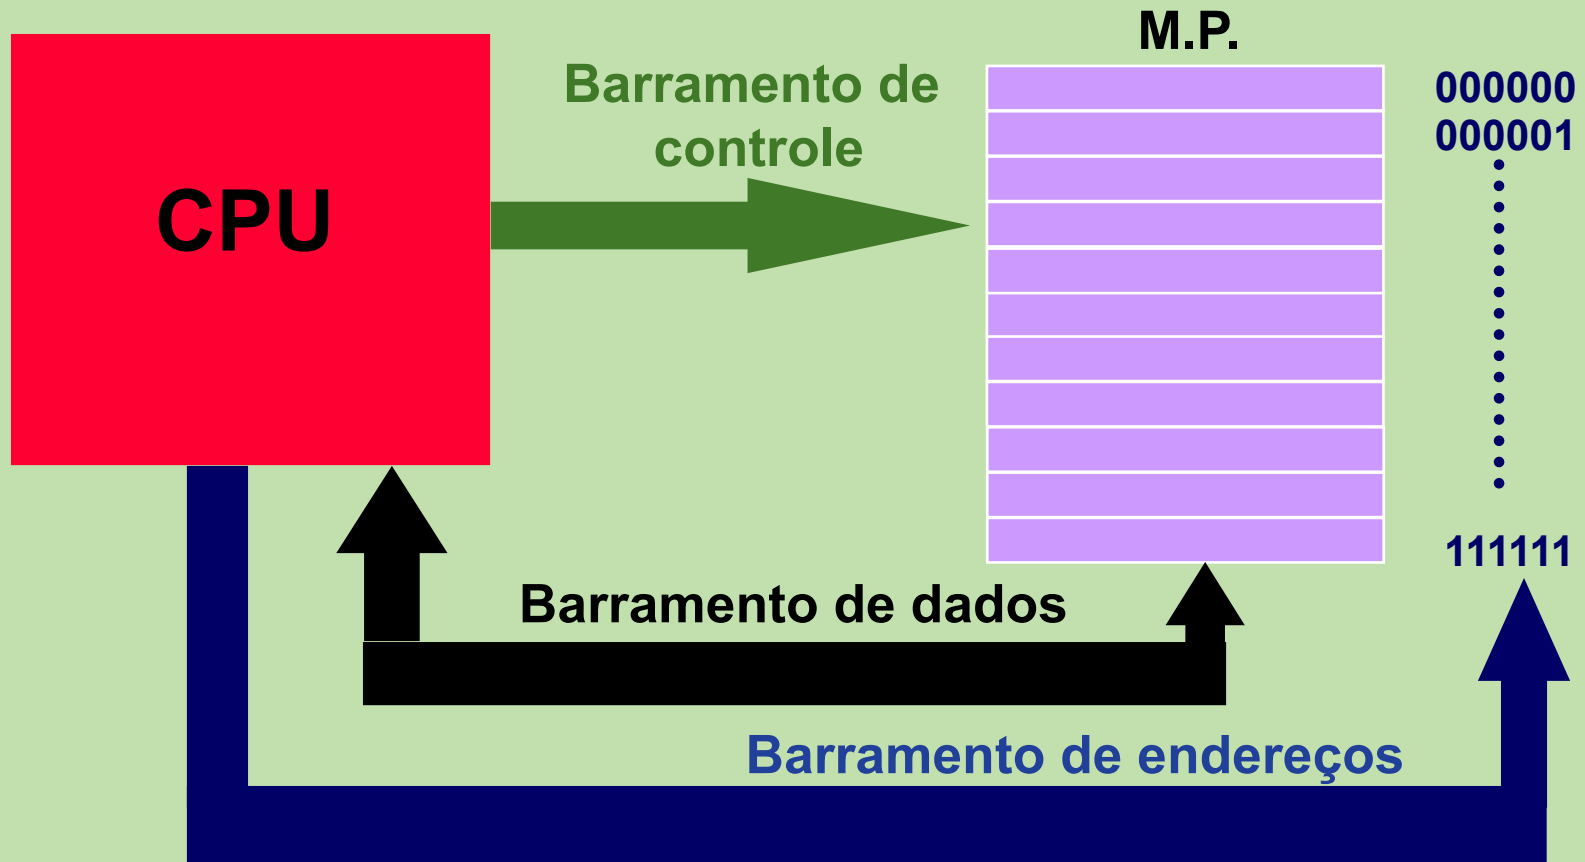 M.P.
Barramento de
controle
CPU
000000
000001
111111
Barramento de dados
Barramento de endereços